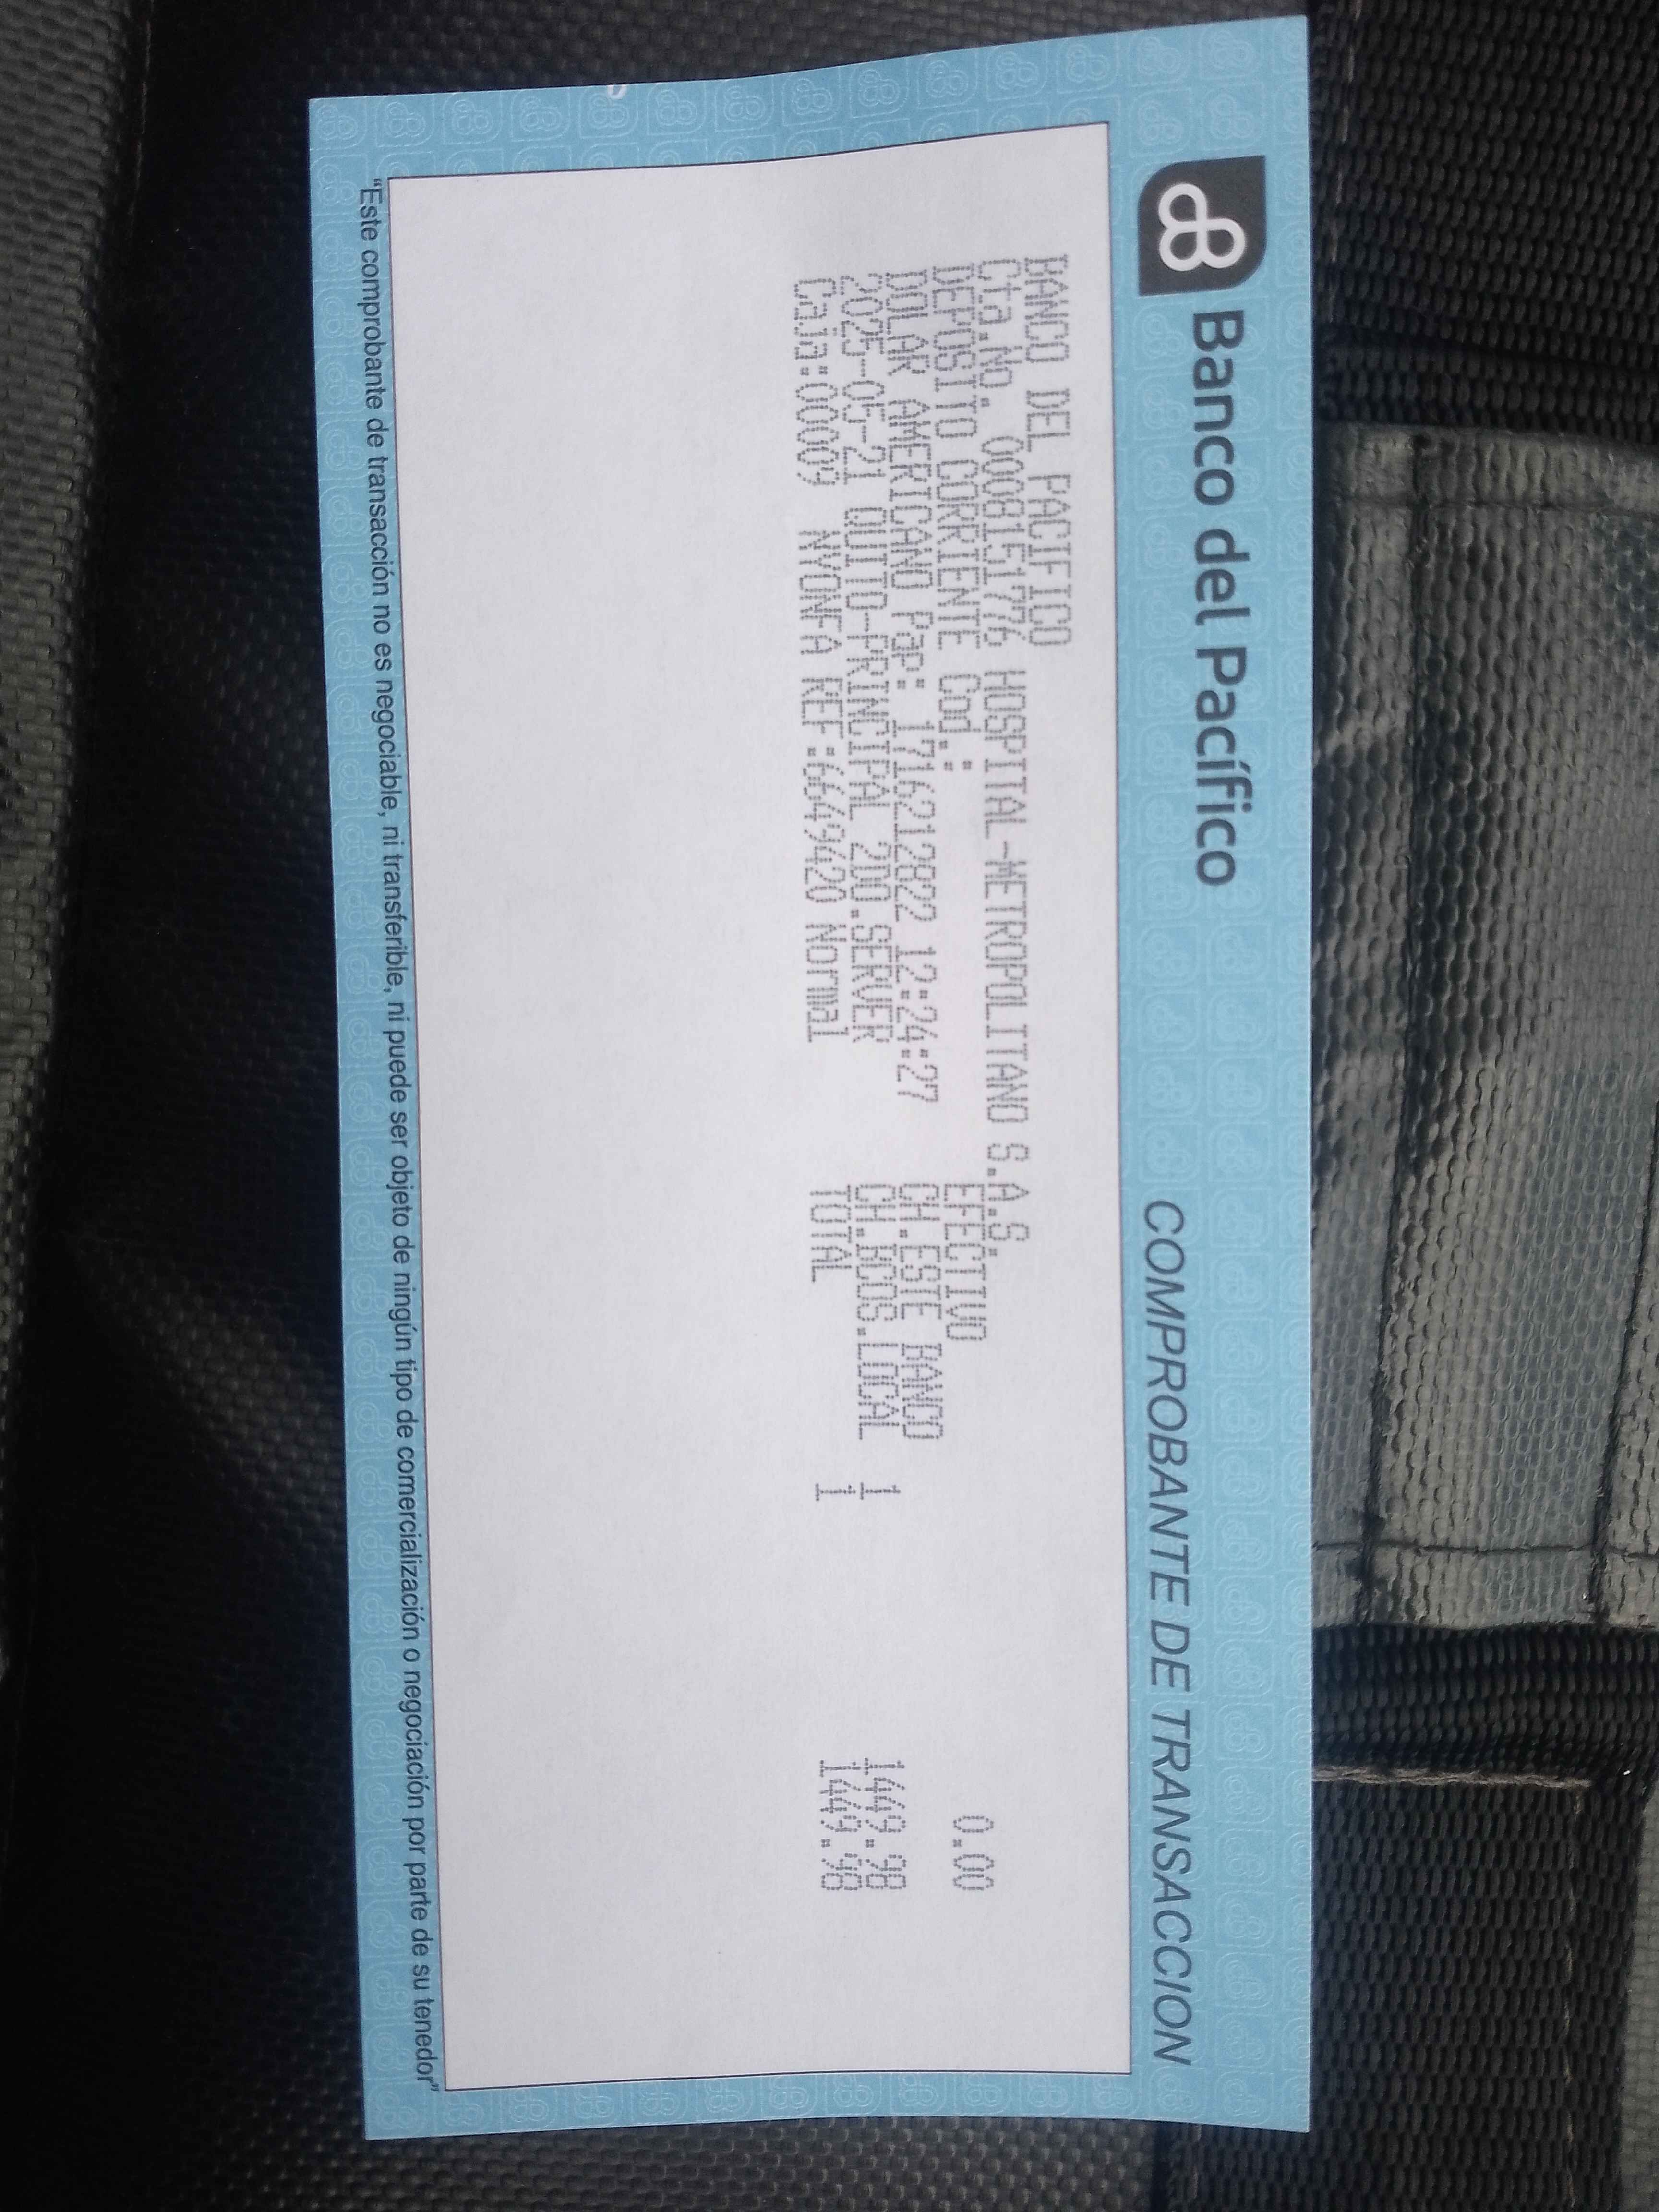 Banco del Pacífico COMPROBANTE DE TRANSACCION
BANCO DEL PACIFICO
Cta.No. 0008151776 HOSPITAL-METROPOLITANO S.A.S.
DEPOSITO CORRIENTE Cod.: : EFECTIVO 0.00
DOLAR AMERICANO Pap: 1716212822 12:24:27 CH.ESTE BANCO
2025-05-21 QUITO-PRINCIPAL 2DO.SERVER CH.BCOS.LOCAL 1 1449.98
Caja:00009 NYONFA REF:6649420 Normal TOTAL 1 1449.98
“Este comprobante de transacción no es negociable, ni transferible, ni puede ser objeto de ningún tipo de comercialización o negociación por parte de su tenedor”